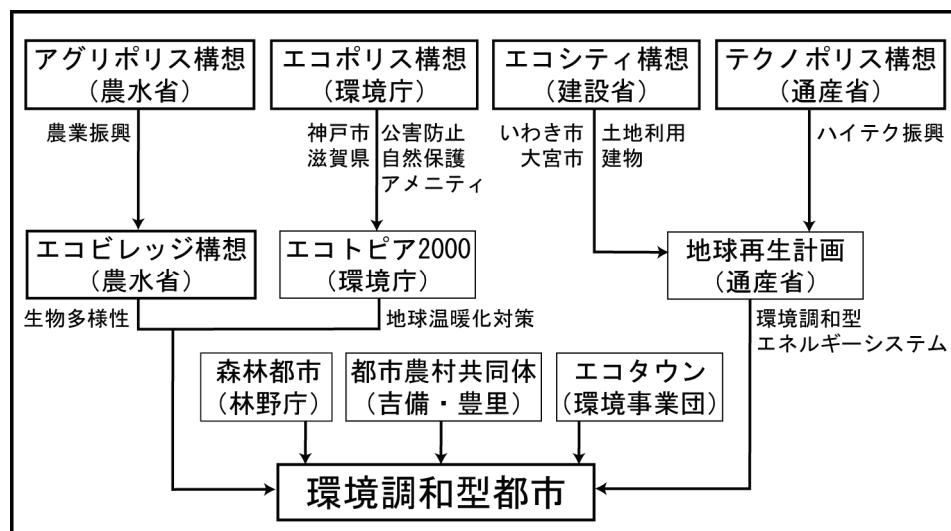 アグリポリス構想
(農水省)
エコポリス構想
(環境庁)
エコシティ構想
(建設省)
テクノポリス構想
(通産省)
農業振興
神戸市
滋賀県
公害防止
自然保護
アメニティ
いわき市
大宮市
土地利用
建物
ハイテク振興
エコビレッジ構想
(農水省)
エコトピア2000
(環境庁)
地球再生計画
(通産省)
生物多様性
地球温暖化対策
環境調和型
エネルギーシステム
森林都市
(林野庁)
都市農村共同体
(吉備・豊里)
エコタウン
(環境事業団)
環境調和型都市